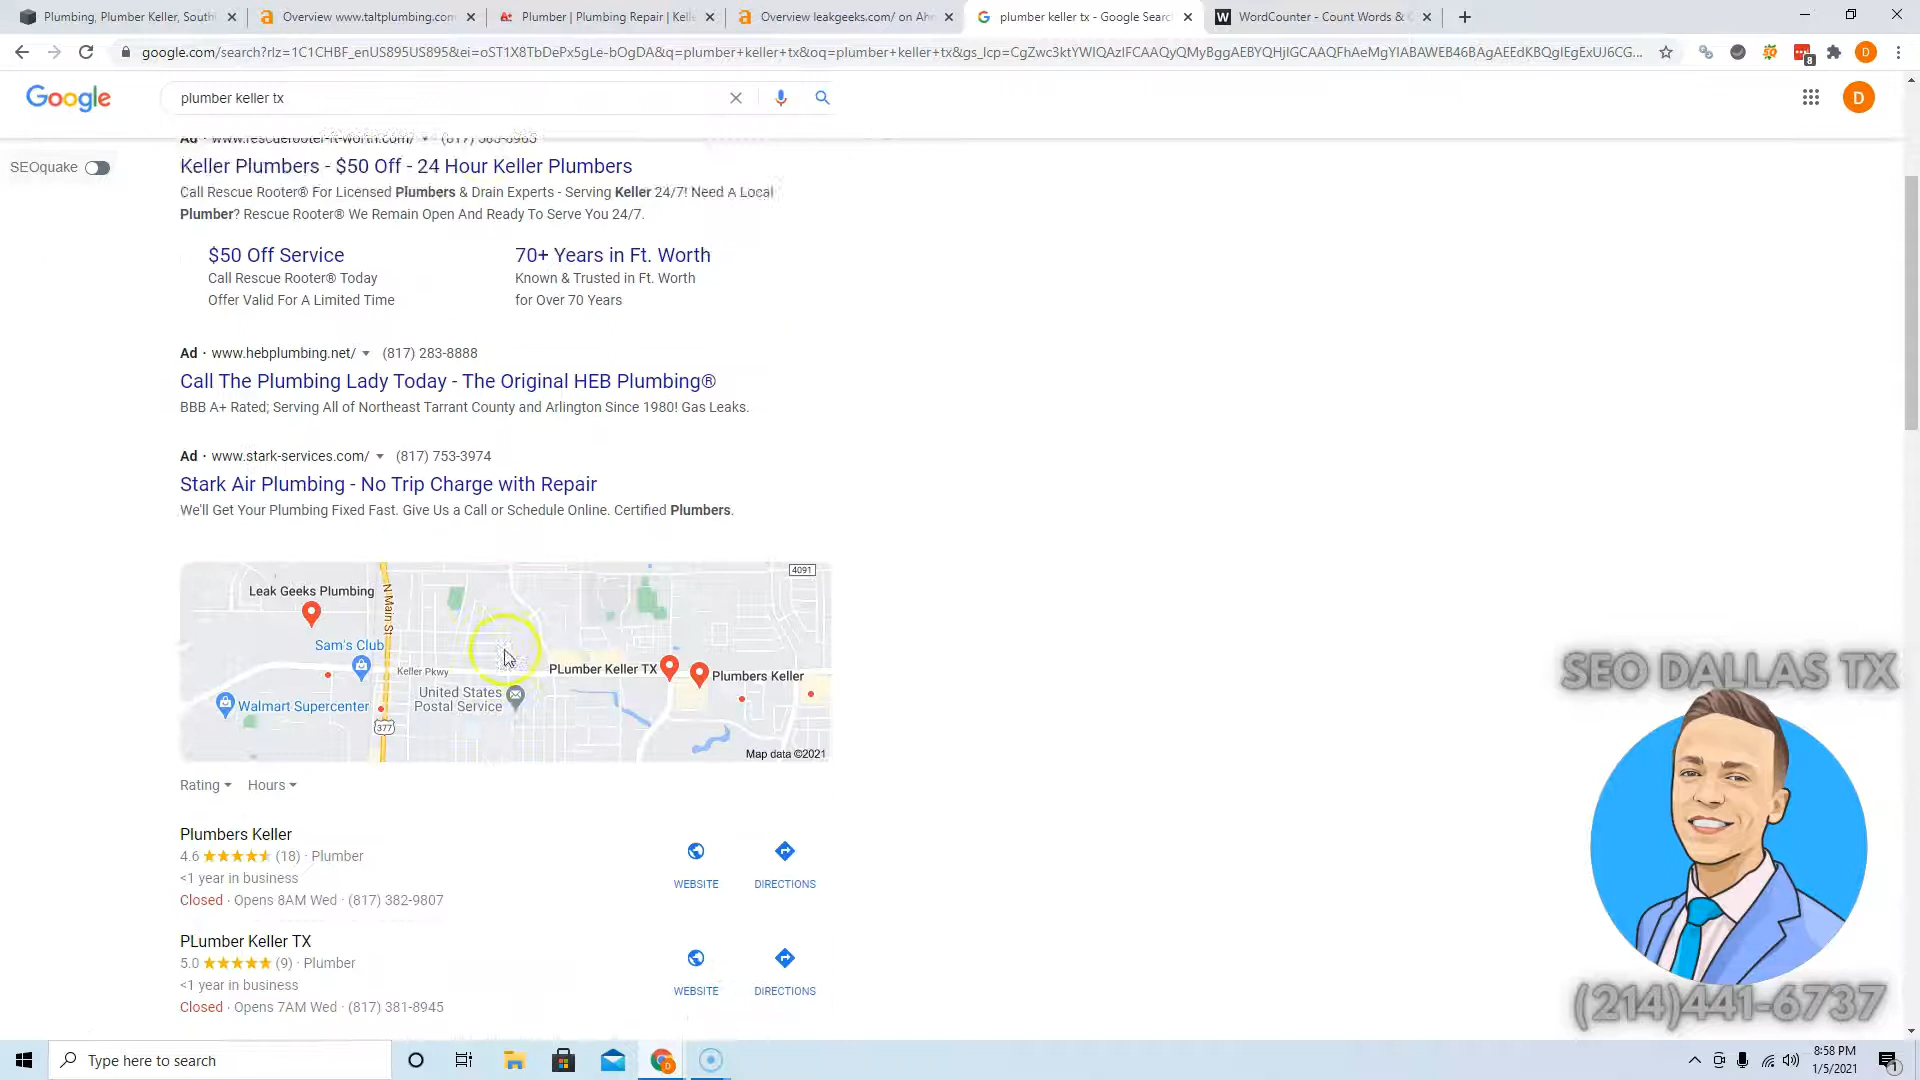 Plumbing, Plumber Keller, South
Overview www.taltplumbing.com
Plumber | Plumbing Repair | Kelle
Overview leakgeeks.com/ on Ahr
plumber keller tx - Google Searc
WordCounter - Count Words & C
google.com/search?rlz=1C1CHBF_enUS895US895&ei=oST1X8TbDePx5gLe-bOgDA&q=plumber+keller+tx&oq=plumber+keller+tx&gs_lcp=CgZwc3ktYWIQAzIFCAAQyQMyBggAEBYQHjIGCAAQFhAeMgYIABAWEB46BAgAEEdKBQgIEgExUJ6CG...
8
D
Google
plumber keller tx
D
SEOquake
Ad · www.rescuerooter-ft-worth.com/ (817) 383-6965
Keller Plumbers - $50 Off - 24 Hour Keller Plumbers
Call Rescue Rooter® For Licensed Plumbers & Drain Experts - Serving Keller 24/7! Need A Local
Plumber? Rescue Rooter® We Remain Open And Ready To Serve You 24/7.
$50 Off Service
70+ Years in Ft. Worth
Call Rescue Rooter® Today
Known & Trusted in Ft. Worth
Offer Valid For A Limited Time
for Over 70 Years
Ad · www.hebplumbing.net/ (817) 283-8888
Call The Plumbing Lady Today - The Original HEB Plumbing®
BBB A+ Rated; Serving All of Northeast Tarrant County and Arlington Since 1980! Gas Leaks.
Ad · www.stark-services.com/ (817) 753-3974
Stark Air Plumbing - No Trip Charge with Repair
We'll Get Your Plumbing Fixed Fast. Give Us a Call or Schedule Online. Certified Plumbers.
4091
Leak Geeks Plumbing
N Main St
Sam's Club
Keller Pkwy
PLumber Keller TX
Plumbers Keller
United States
Postal Service
Walmart Supercenter
377
Map data ©2021
Rating
Hours
Plumbers Keller
4.6 (18) · Plumber
<1 year in business
Closed · Opens 8AM Wed · (817) 382-9807
WEBSITE
DIRECTIONS
PLumber Keller TX
5.0 (9) · Plumber
<1 year in business
Closed · Opens 7AM Wed · (817) 381-8945
WEBSITE
DIRECTIONS
SEO DALLAS TX
(214)441-6737
Type here to search
8:58 PM
1/5/2021
1